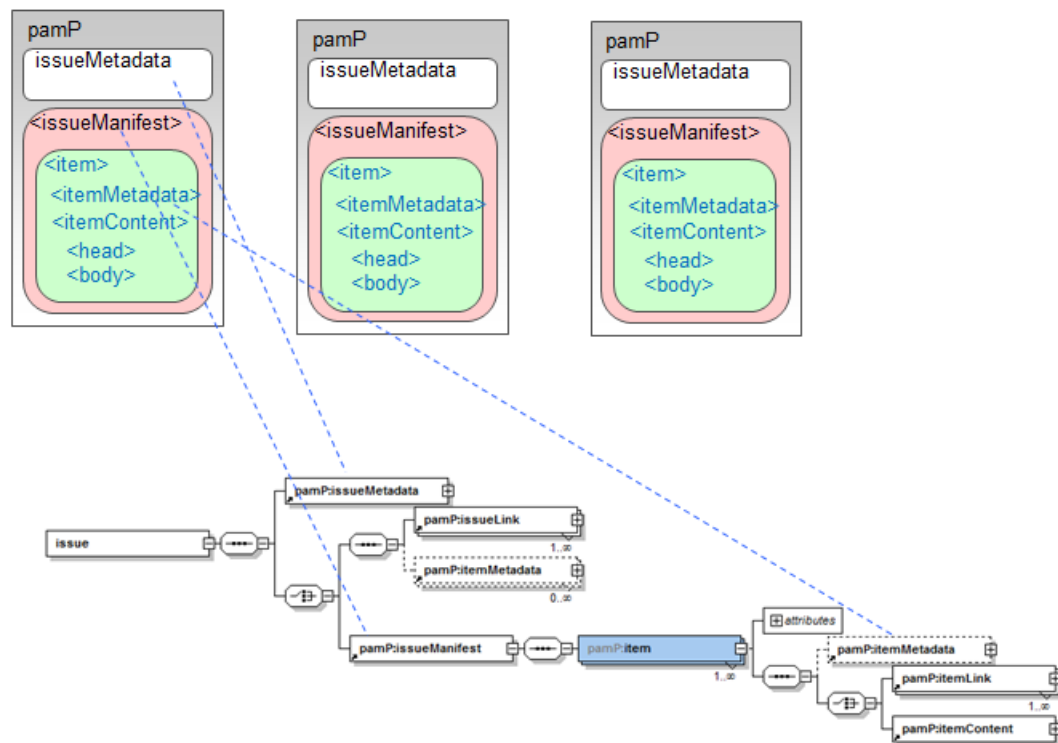 pamP
issueMetadata
<issueManifest>
<item>
<itemMetadata>
<itemContent>
<head>
<body>
pamP
issueMetadata
<issueManifest>
<item>
<itemMetadata>
<itemContent>
<head>
<body>
pamP
issueMetadata
<issueManifest>
<item>
<itemMetadata>
<itemContent>
<head>
<body>
issue
pamP:issueMetadata
pamP:issueLink
1..∞
pamP:itemMetadata
0..∞
pamP:issueManifest
pamP:item
1..∞
attributes
pamP:itemMetadata
pamP:itemLink
1..∞
pamP:itemContent